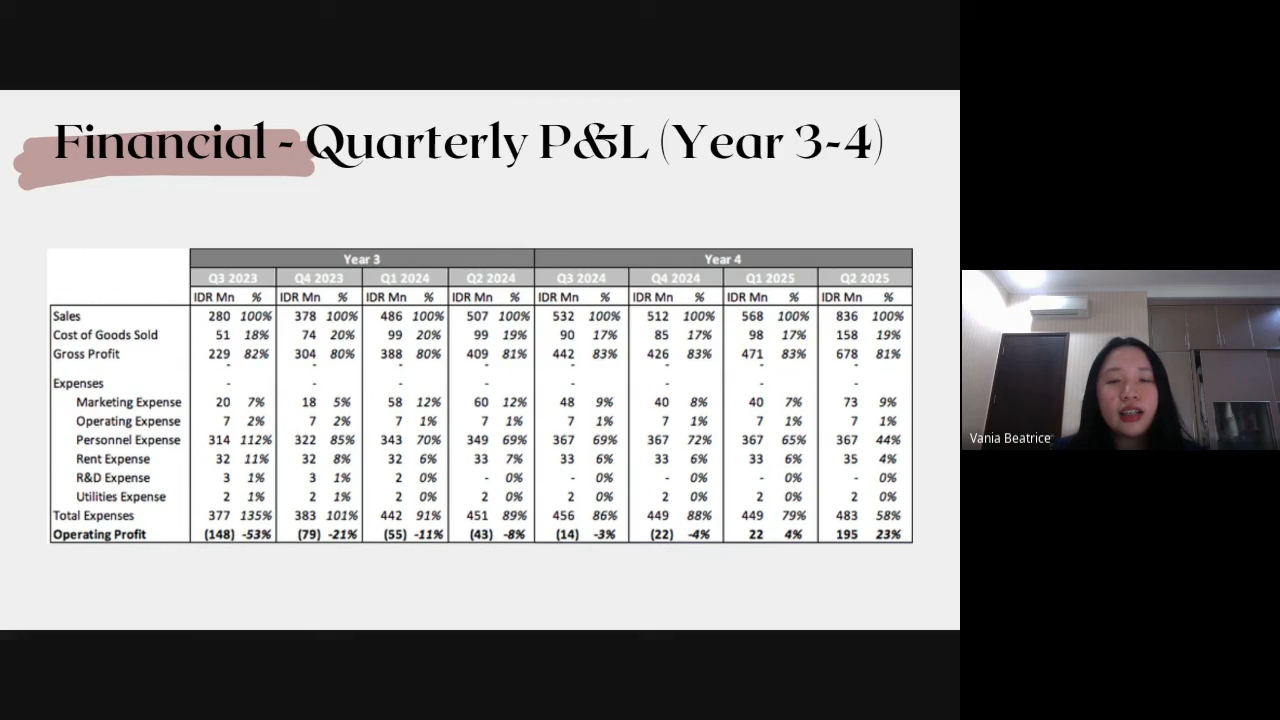 Financial - Quarterly P&L (Year 3-4)
Year 3 Year 4
Q3 2023 Q4 2023 Q1 2024 Q2 2024 Q3 2024 Q4 2024 Q1 2025 Q2 2025
IDR Mn % IDR Mn % IDR Mn % IDR Mn % IDR Mn % IDR Mn % IDR Mn % IDR Mn %
Sales 280 100% 378 100% 486 100% 507 100% 532 100% 512 100% 568 100% 836 100%
Cost of Goods Sold 51 18% 74 20% 99 20% 99 19% 90 17% 85 17% 98 17% 158 19%
Gross Profit 229 82% 304 80% 388 80% 409 81% 442 83% 426 83% 471 83% 678 81%
- - - - - - - -
Expenses - - - - - - - -
Marketing Expense 20 7% 18 5% 58 12% 60 12% 48 9% 40 8% 40 7% 73 9%
Operating Expense 7 2% 7 2% 7 1% 7 1% 7 1% 7 1% 7 1% 7 1%
Personnel Expense 314 112% 322 85% 343 70% 349 69% 367 69% 367 72% 367 65% 367 44%
Rent Expense 32 11% 32 8% 32 6% 33 7% 33 6% 33 6% 33 6% 35 4%
R&D Expense 3 1% 3 1% 2 0% - 0% - 0% - 0% - 0% - 0%
Utilities Expense 2 1% 2 1% 2 0% 2 0% 2 0% 2 0% 2 0% 2 0%
Total Expenses 377 135% 383 101% 442 91% 451 89% 456 86% 449 88% 449 79% 483 58%
Operating Profit (148) -53% (79) -21% (55) -11% (43) -8% (14) -3% (22) -4% 22 4% 195 23%
Vania Beatrice